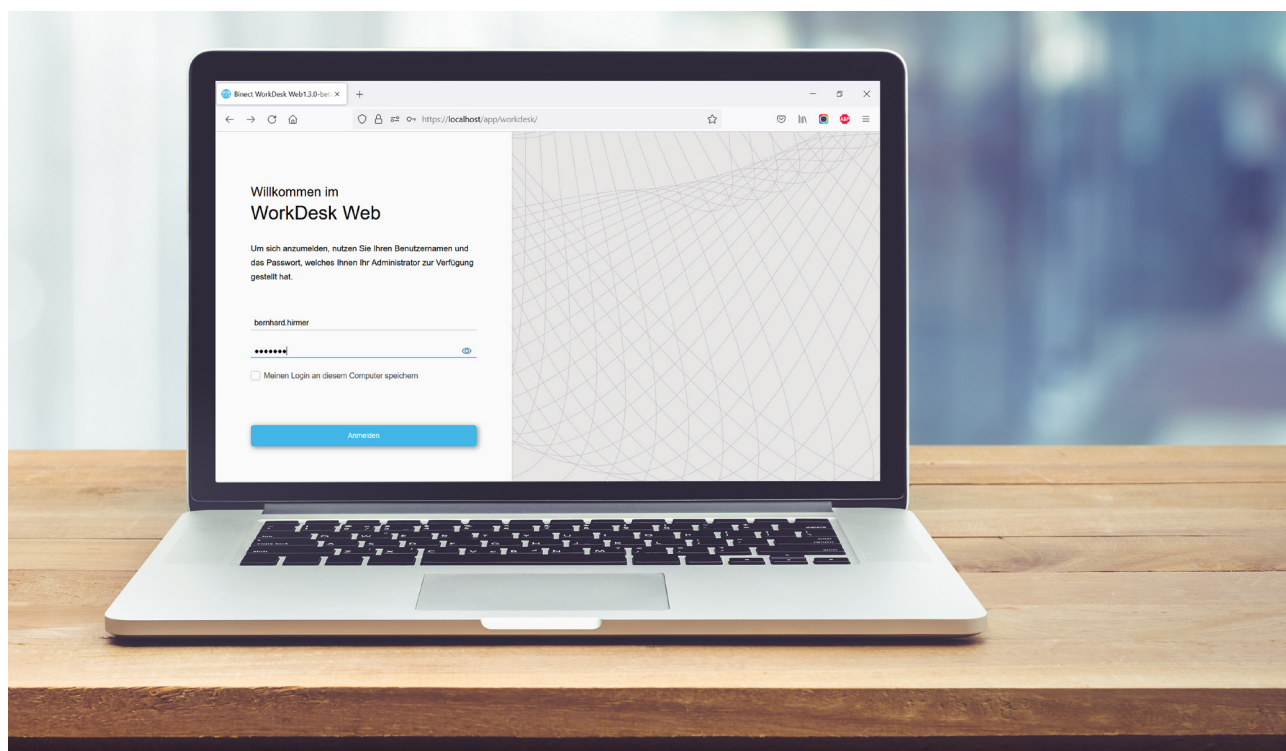 Binect WorkDesk Web1.3.0-bet
https://localhost/app/workdesk/
ABP
Willkommen im
WorkDesk Web
Um sich anzumelden, nutzen Sie Ihren Benutzernamen und
das Passwort, welches Ihnen Ihr Administrator zur Verfügung
gestellt hat.
bernhard.hirmer
Meinen Login an diesem Computer speichern
Anmelden